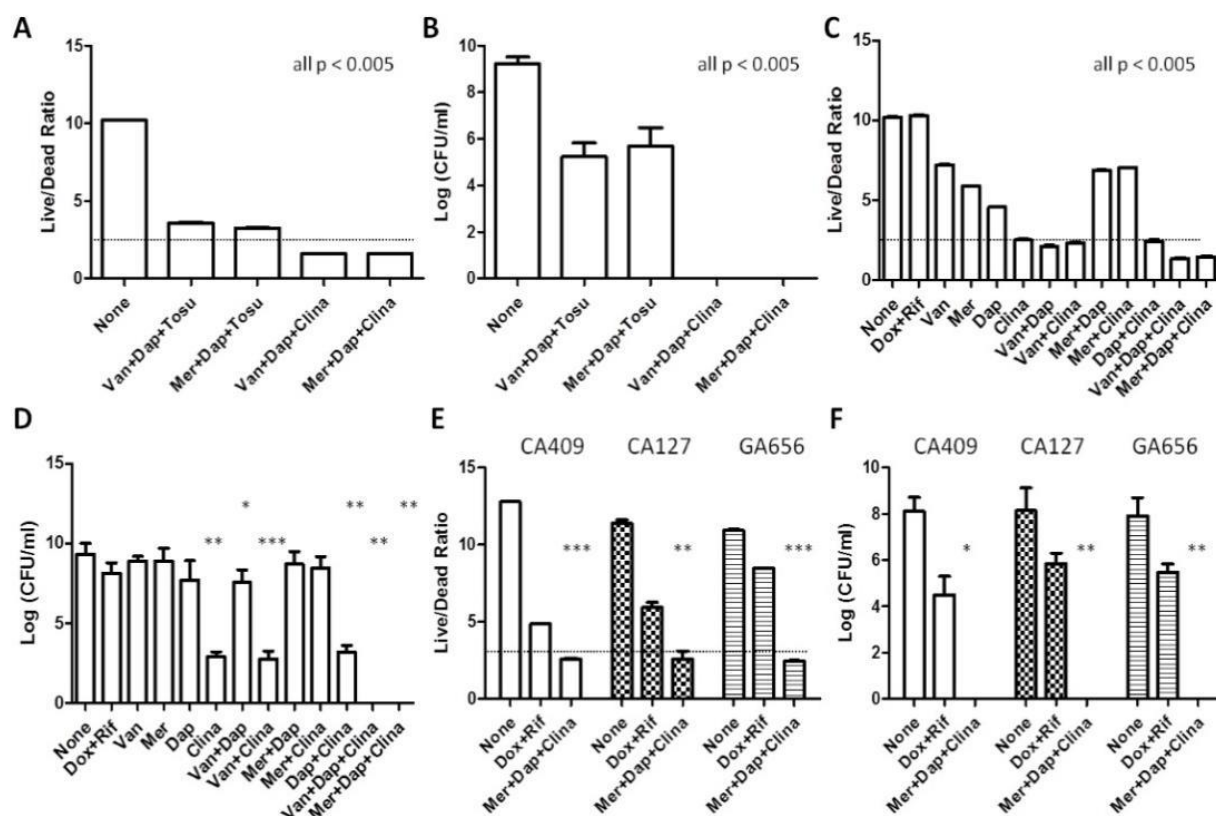 A
15
10
5
0
Live/Dead Ratio
all p < 0.005
None
Van+Dap+Tosu
Mer+Dap+Tosu
Van+Dap+Clina
Mer+Dap+Clina
B
10
8
6
4
2
0
Log (CFU/ml)
all p < 0.005
None
Van+Dap+Tosu
Mer+Dap+Tosu
Van+Dap+Clina
Mer+Dap+Clina
C
15
10
5
0
Live/Dead Ratio
all p < 0.005
None
Dox+Rif
Van
Mer
Dap
Clina
Van+Dap
Van+Clina
Mer+Dap
Mer+Clina
Dap+Clina
Van+Dap+Clina
Mer+Dap+Clina
D
15
10
5
0
Log (CFU/ml)
**
*
***
**
**
**
None
Dox+Rif
Van
Mer
Dap
Clina
Van+Dap
Van+Clina
Mer+Dap
Mer+Clina
Dap+Clina
Van+Dap+Clina
Mer+Dap+Clina
E
CA409 CA127 GA656
15
10
5
0
Live/Dead Ratio
*** ** ***
None
Dox+Rif
Mer+Dap+Clina
None
Dox+Rif
Mer+Dap+Clina
None
Dox+Rif
Mer+Dap+Clina
F
CA409 CA127 GA656
10
8
6
4
2
0
Log (CFU/ml)
* ** **
None
Dox+Rif
Mer+Dap+Clina
None
Dox+Rif
Mer+Dap+Clina
None
Dox+Rif
Mer+Dap+Clina